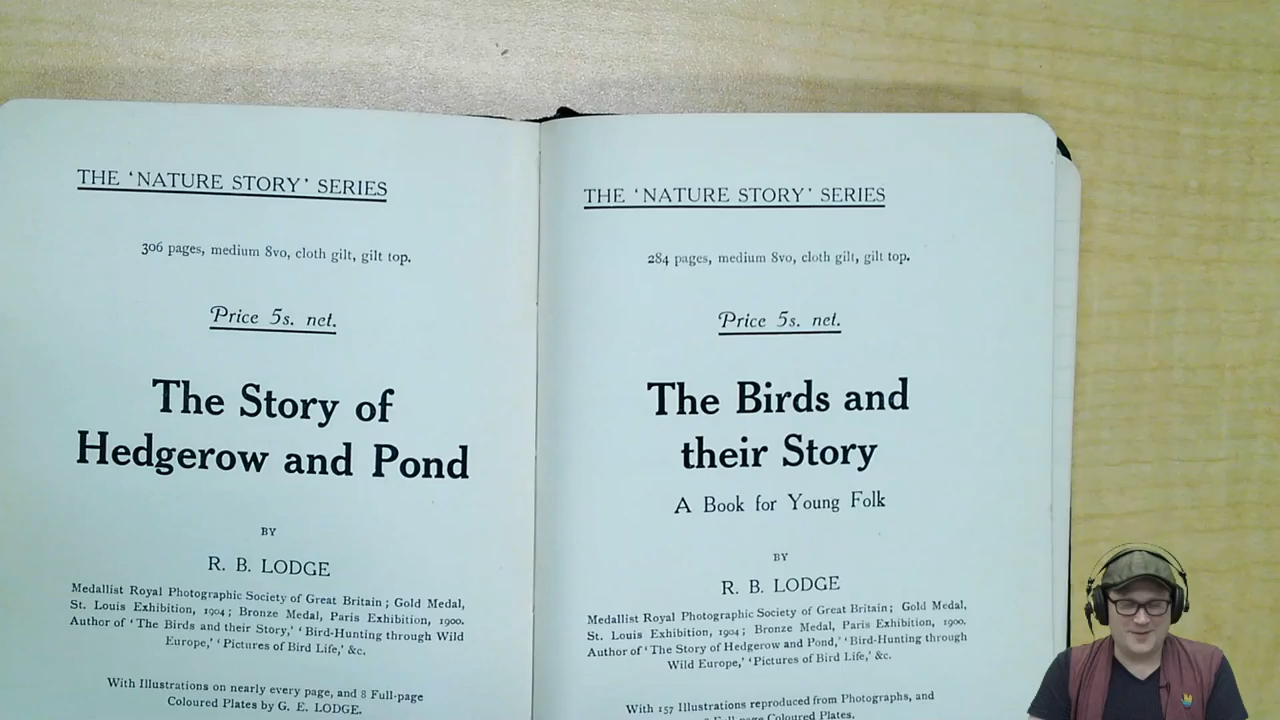 THE 'NATURE STORY' SERIES
306 pages, medium 8vo, cloth gilt, gilt top.
Price 5s. net.
The Story of
Hedgerow and Pond
BY
R. B. LODGE
Medallist Royal Photographic Society of Great Britain; Gold Medal,
St. Louis Exhibition, 1904; Bronze Medal, Paris Exhibition, 1900.
Author of 'The Birds and their Story,' 'Bird-Hunting through Wild
Europe,' 'Pictures of Bird Life,' &c.
With Illustrations on nearly every page, and 8 Full-page
Coloured Plates by G. E. LODGE.
THE 'NATURE STORY' SERIES
284 pages, medium 8vo, cloth gilt, gilt top.
Price 5s. net.
The Birds and
their Story
A Book for Young Folk
BY
R. B. LODGE
Medallist Royal Photographic Society of Great Britain; Gold Medal,
St. Louis Exhibition, 1904; Bronze Medal, Paris Exhibition, 1900.
Author of 'The Story of Hedgerow and Pond,' 'Bird-Hunting through
Wild Europe,' 'Pictures of Bird Life,' &c.
With 157 Illustrations reproduced from Photographs, and
Full-page Coloured Plates.